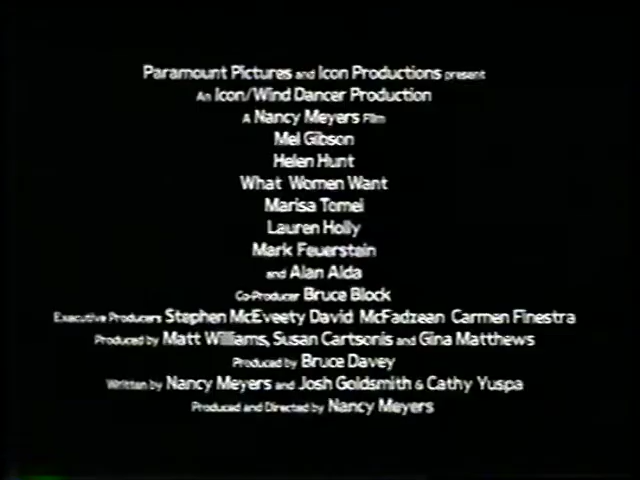 Paramount Pictures and Icon Productions present
An Icon/Wind Dancer Production
A Nancy Meyers Film
Mel Gibson
Helen Hunt
What Women Want
Marisa Tomei
Lauren Holly
Mark Feuerstein
and Alan Alda
Co-Producer Bruce Block
Executive Producers Stephen McEveety David McFadzean Carmen Finestra
Produced by Matt Williams, Susan Cartsonis and Gina Matthews
Produced by Bruce Davey
Written by Nancy Meyers and Josh Goldsmith & Cathy Yuspa
Produced and Directed by Nancy Meyers